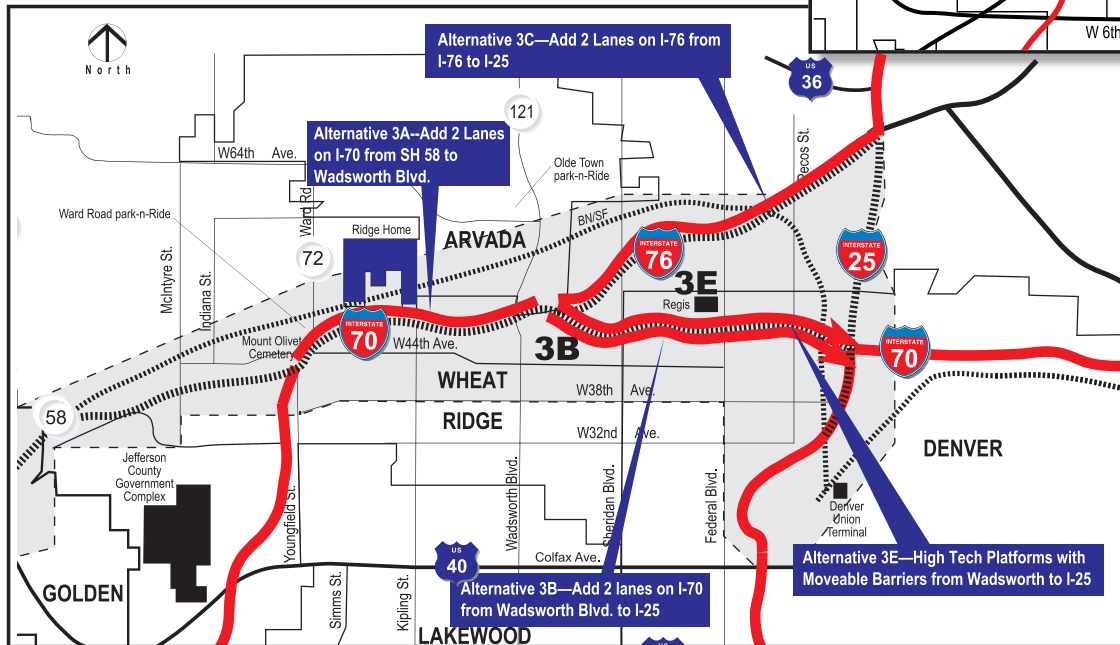 W 6th
North
Alternative 3C—Add 2 Lanes on I-76 from
I-76 to I-25
US
36
121
Alternative 3A--Add 2 Lanes
on I-70 from SH 58 to
Wadsworth Blvd.
W64th Ave.
Olde Town
park-n-Ride
Pecos St.
Ward Road park-n-Ride
Ward Rd.
BN/SF
Ridge Home
ARVADA
72
McIntyre St.
Indiana St.
INTERSTATE
76
INTERSTATE
25
3E
Regis
INTERSTATE
70
Mount Olivet
Cemetery
W44th Ave.
3B
INTERSTATE
70
WHEAT
RIDGE
W38th Ave.
W32nd Ave.
58
DENVER
Jefferson
County
Government
Complex
Youngfield St.
Wadsworth Blvd.
Sheridan Blvd.
Federal Blvd.
Denver
Union
Terminal
US
40
Colfax Ave.
Alternative 3E—High Tech Platforms with
Moveable Barriers from Wadsworth to I-25
GOLDEN
Simms St.
Kipling St.
Alternative 3B—Add 2 lanes on I-70
from Wadsworth Blvd. to I-25
LAKEWOOD